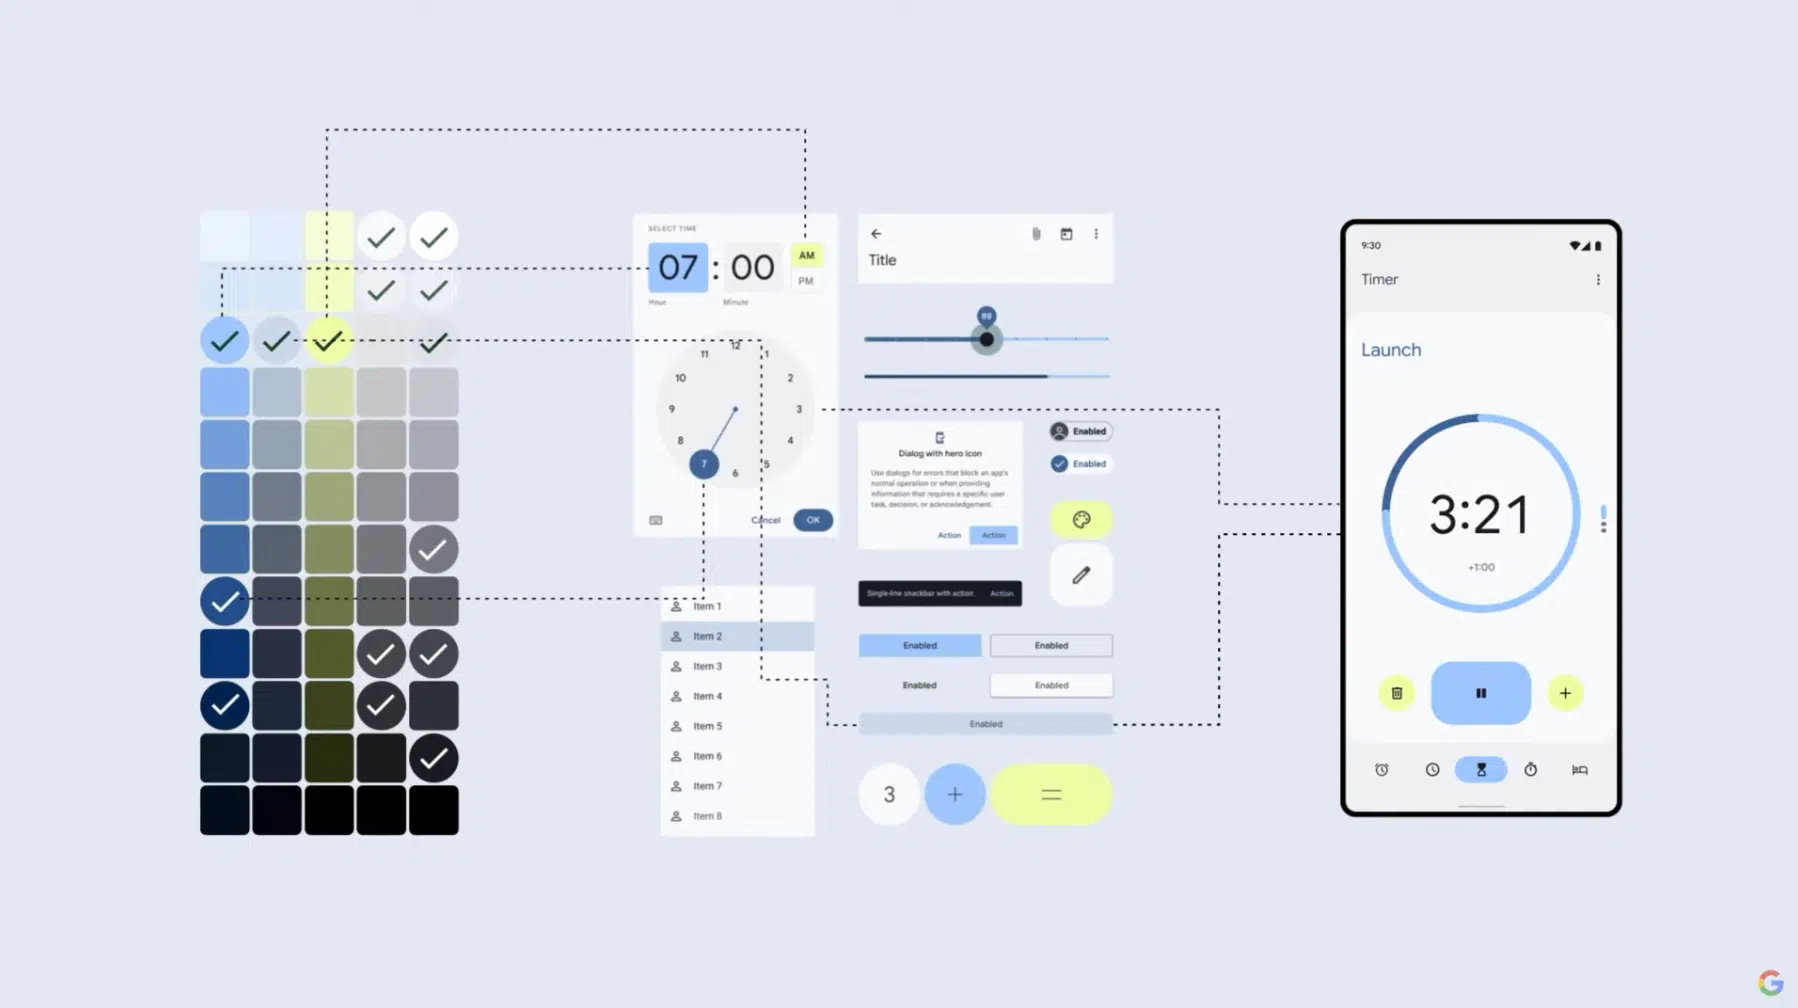 SELECT TIME
07 : 00
AM
PM
Hour
Minute
12
11
1
10
2
9
3
8
4
7
6
5
Cancel
OK
Item 1
Item 2
Item 3
Item 4
Item 5
Item 6
Item 7
Item 8
Title
Dialog with hero icon
Use dialogs for errors that block an app's
normal operation or when providing
information that requires a specific user
task, decision, or acknowledgement.
Action
Action
Enabled
Enabled
Single-line snackbar with action
Action
Enabled
Enabled
Enabled
Enabled
Enabled
3
+
=
9:30
Timer
Launch
3:21
+1:00